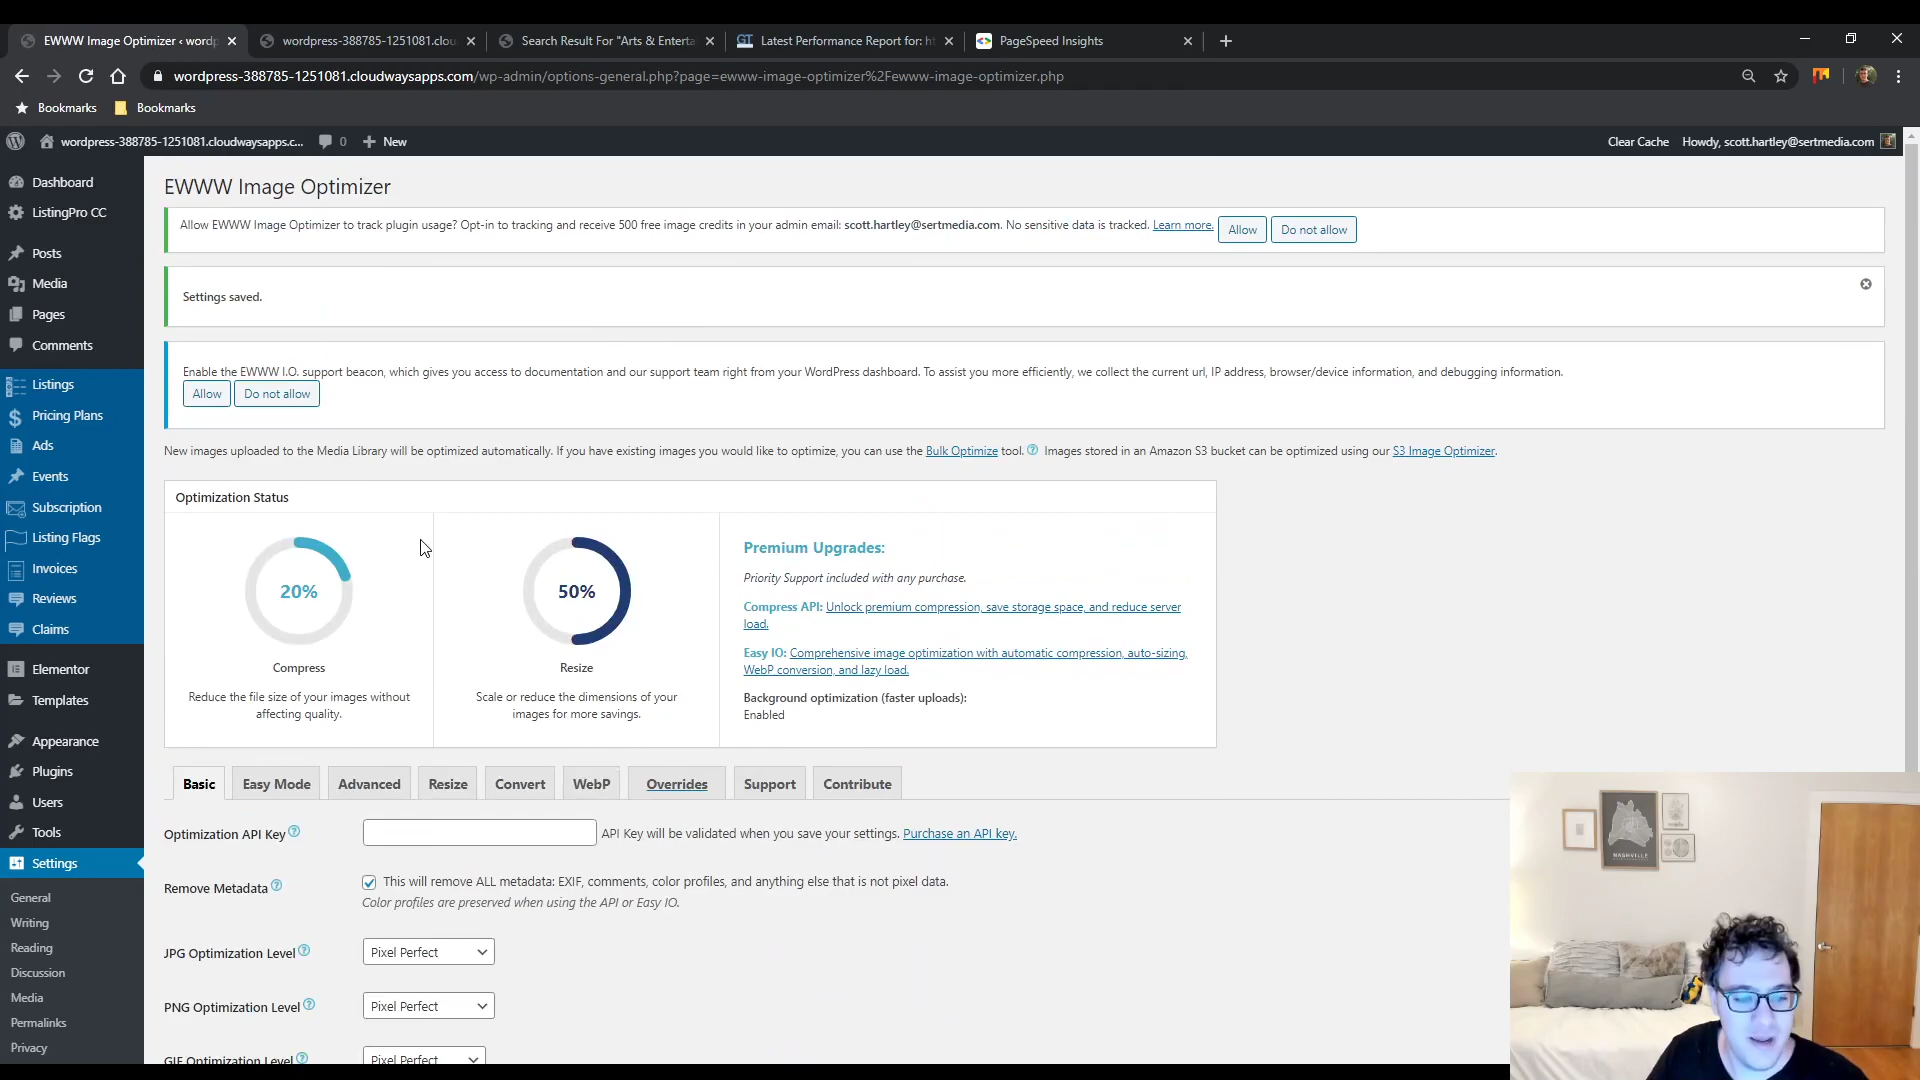 EWWW Image Optimizer ‹ wordp
wordpress-388785-1251081.clou
Search Result For "Arts & Enterta
Latest Performance Report for: ht
PageSpeed Insights
wordpress-388785-1251081.cloudwaysapps.com/wp-admin/options-general.php?page=ewww-image-optimizer%2Fewww-image-optimizer.php
Bookmarks
Bookmarks
wordpress-388785-1251081.cloudwaysapps.c...
0
New
Clear Cache
Howdy, scott.hartley@sertmedia.com
Dashboard
ListingPro CC
Posts
Media
Pages
Comments
Listings
Pricing Plans
Ads
Events
Subscription
Listing Flags
Invoices
Reviews
Claims
Elementor
Templates
Appearance
Plugins
Users
Tools
Settings
General
Writing
Reading
Discussion
Media
Permalinks
Privacy
EWWW Image Optimizer
Allow EWWW Image Optimizer to track plugin usage? Opt-in to tracking and receive 500 free image credits in your admin email: scott.hartley@sertmedia.com. No sensitive data is tracked. Learn more. Allow Do not allow
Settings saved.
Enable the EWWW I.O. support beacon, which gives you access to documentation and our support team right from your WordPress dashboard. To assist you more efficiently, we collect the current url, IP address, browser/device information, and debugging information.
Allow Do not allow
New images uploaded to the Media Library will be optimized automatically. If you have existing images you would like to optimize, you can use the Bulk Optimize tool. Images stored in an Amazon S3 bucket can be optimized using our S3 Image Optimizer.
Optimization Status
20%
Compress
Reduce the file size of your images without
affecting quality.
50%
Resize
Scale or reduce the dimensions of your
images for more savings.
Premium Upgrades:
Priority Support included with any purchase.
Compress API: Unlock premium compression, save storage space, and reduce server
load.
Easy IO: Comprehensive image optimization with automatic compression, auto-sizing,
WebP conversion, and lazy load.
Background optimization (faster uploads):
Enabled
Basic Easy Mode Advanced Resize Convert WebP Overrides Support Contribute
Optimization API Key
API Key will be validated when you save your settings. Purchase an API key.
Remove Metadata
This will remove ALL metadata: EXIF, comments, color profiles, and anything else that is not pixel data.
Color profiles are preserved when using the API or Easy IO.
JPG Optimization Level Pixel Perfect
PNG Optimization Level Pixel Perfect
GIF Optimization Level Pixel Perfect
NASHVILLE